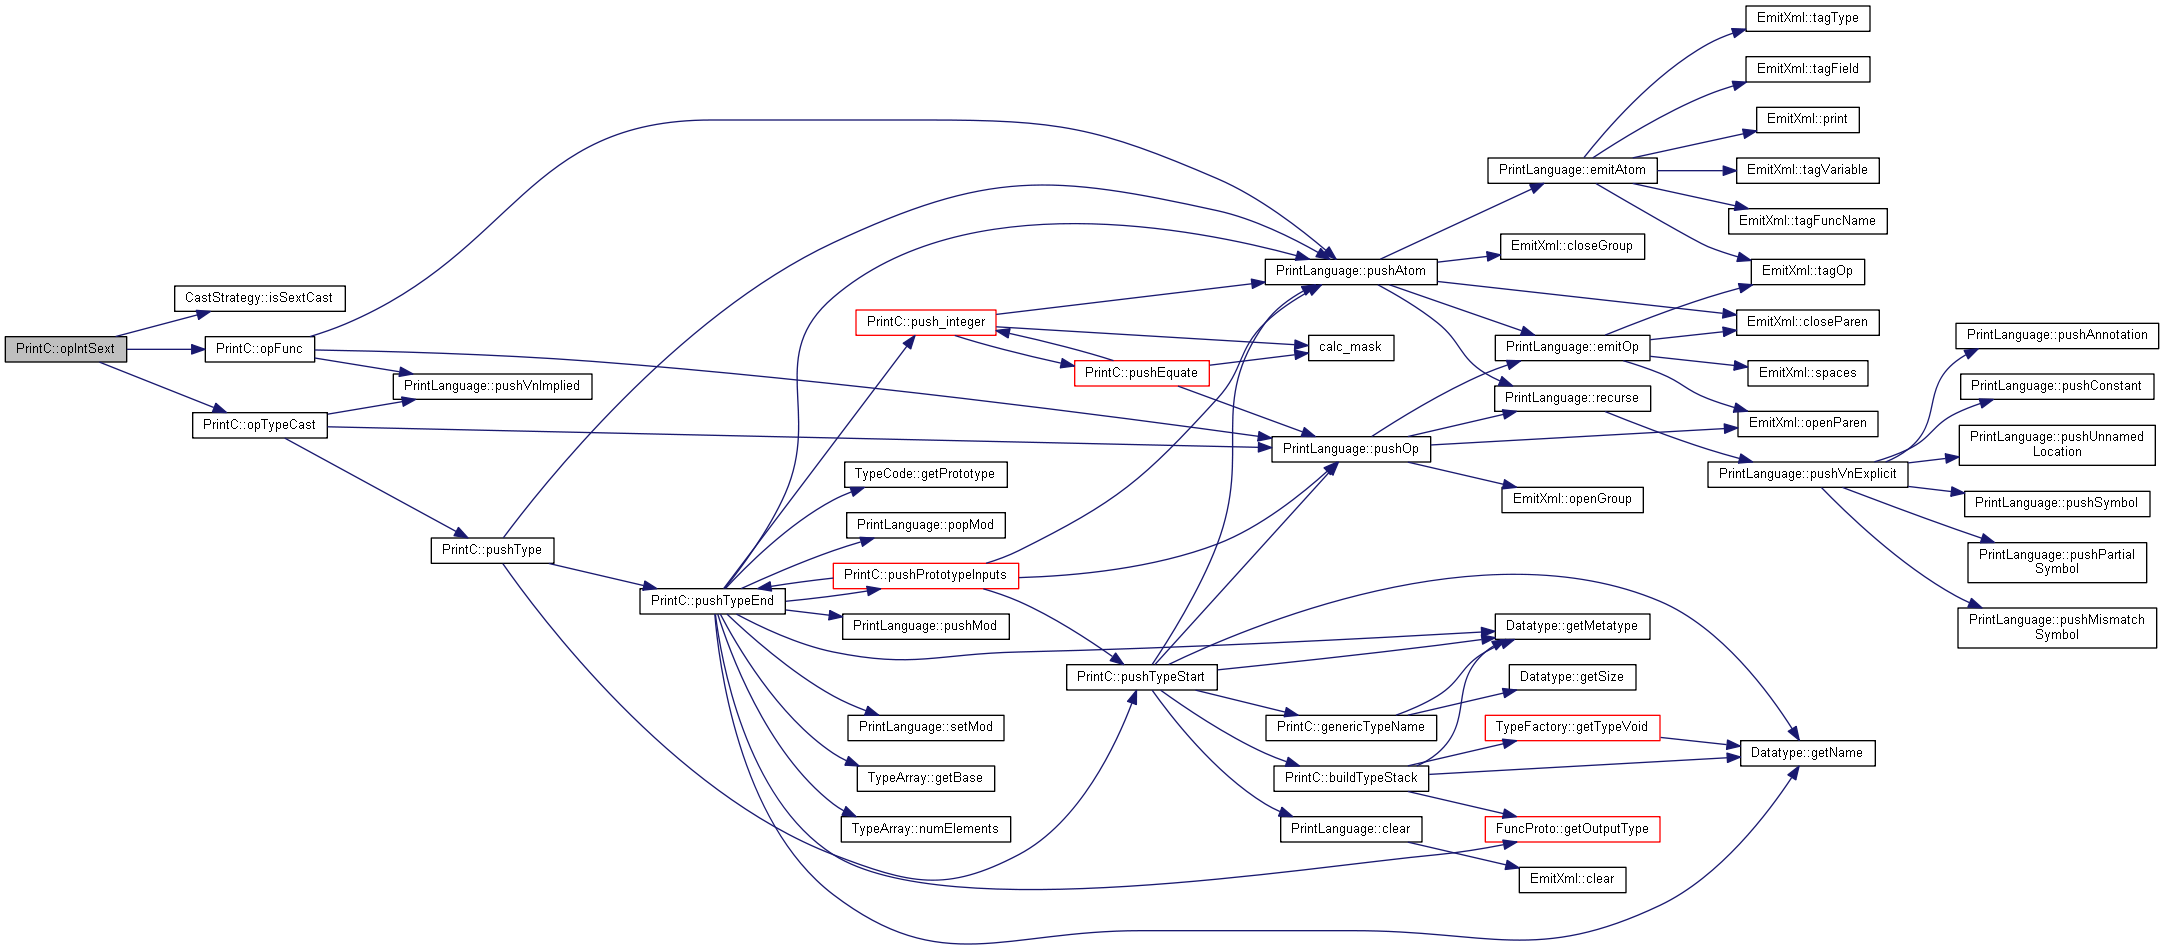 PrintC::opIntSext
CastStrategy::isSextCast
PrintC::opFunc
PrintLanguage::pushVnImplied
PrintC::opTypeCast
PrintC::pushType
PrintC::pushTypeEnd
PrintC::push_integer
PrintC::pushEquate
calc_mask
TypeCode::getPrototype
PrintLanguage::popMod
PrintC::pushPrototypeInputs
PrintLanguage::pushMod
PrintLanguage::setMod
TypeArray::getBase
TypeArray::numElements
PrintC::pushTypeStart
PrintLanguage::pushAtom
PrintLanguage::pushOp
PrintC::genericTypeName
PrintC::buildTypeStack
PrintLanguage::clear
PrintLanguage::emitAtom
EmitXml::closeGroup
PrintLanguage::emitOp
PrintLanguage::recurse
EmitXml::openGroup
Datatype::getMetatype
Datatype::getSize
TypeFactory::getTypeVoid
FuncProto::getOutputType
EmitXml::clear
EmitXml::tagType
EmitXml::tagField
EmitXml::print
EmitXml::tagVariable
EmitXml::tagFuncName
EmitXml::tagOp
EmitXml::closeParen
EmitXml::spaces
EmitXml::openParen
PrintLanguage::pushVnExplicit
Datatype::getName
PrintLanguage::pushAnnotation
PrintLanguage::pushConstant
PrintLanguage::pushUnnamed
Location
PrintLanguage::pushSymbol
PrintLanguage::pushPartial
Symbol
PrintLanguage::pushMismatch
Symbol